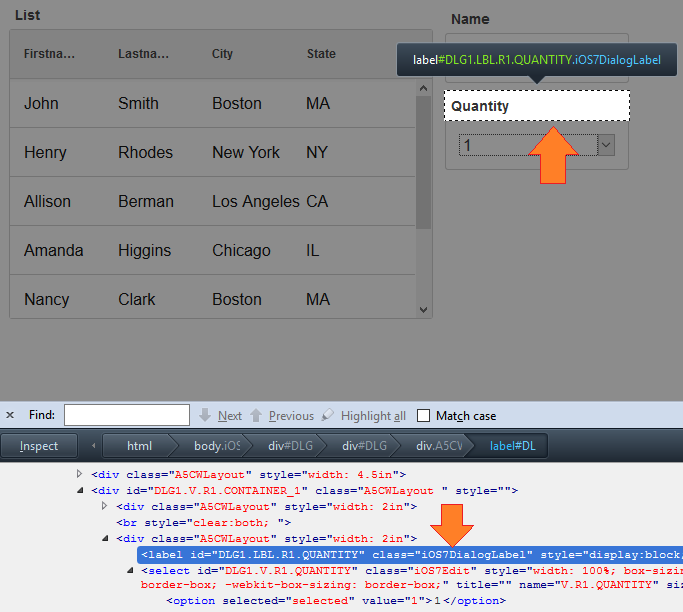 List
Name
Firstna... Lastna... City State
label#DLG1.LBL.R1.QUANTITY.iOS7DialogLabel
John Smith Boston MA
Quantity
Henry Rhodes New York NY
1
Allison Berman Los Angeles CA
Amanda Higgins Chicago IL
Nancy Clark Boston MA
× Find: Next Previous Highlight all Match case
Inspect html body.iOS div#DLG div#DLG div.A5CW label#DL
<div class="A5CWLayout" style="width: 4.5in">
<div id="DLG1.V.R1.CONTAINER_1" class="A5CWLayout " style="">
<div class="A5CWLayout" style="width: 2in">
<br style="clear:both; ">
<div class="A5CWLayout" style="width: 2in">
<label id="DLG1.LBL.R1.QUANTITY" class="iOS7DialogLabel" style="display:block,
<select id="DLG1.V.R1.QUANTITY" class="iOS7Edit" style="width: 100%; box-sizin
border-box; -webkit-box-sizing: border-box;" title="" name="V.R1.QUANTITY" siz
<option selected="selected" value="1">1</option>